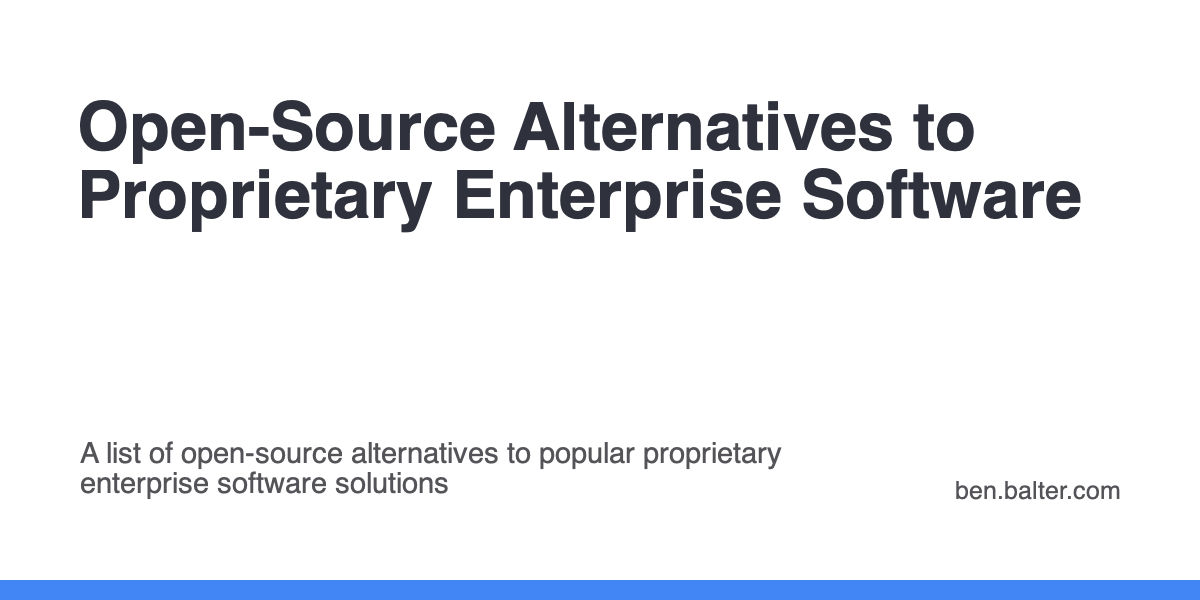 Open-Source Alternatives to
Proprietary Enterprise Software
A list of open-source alternatives to popular proprietary
enterprise software solutions
ben.balter.com